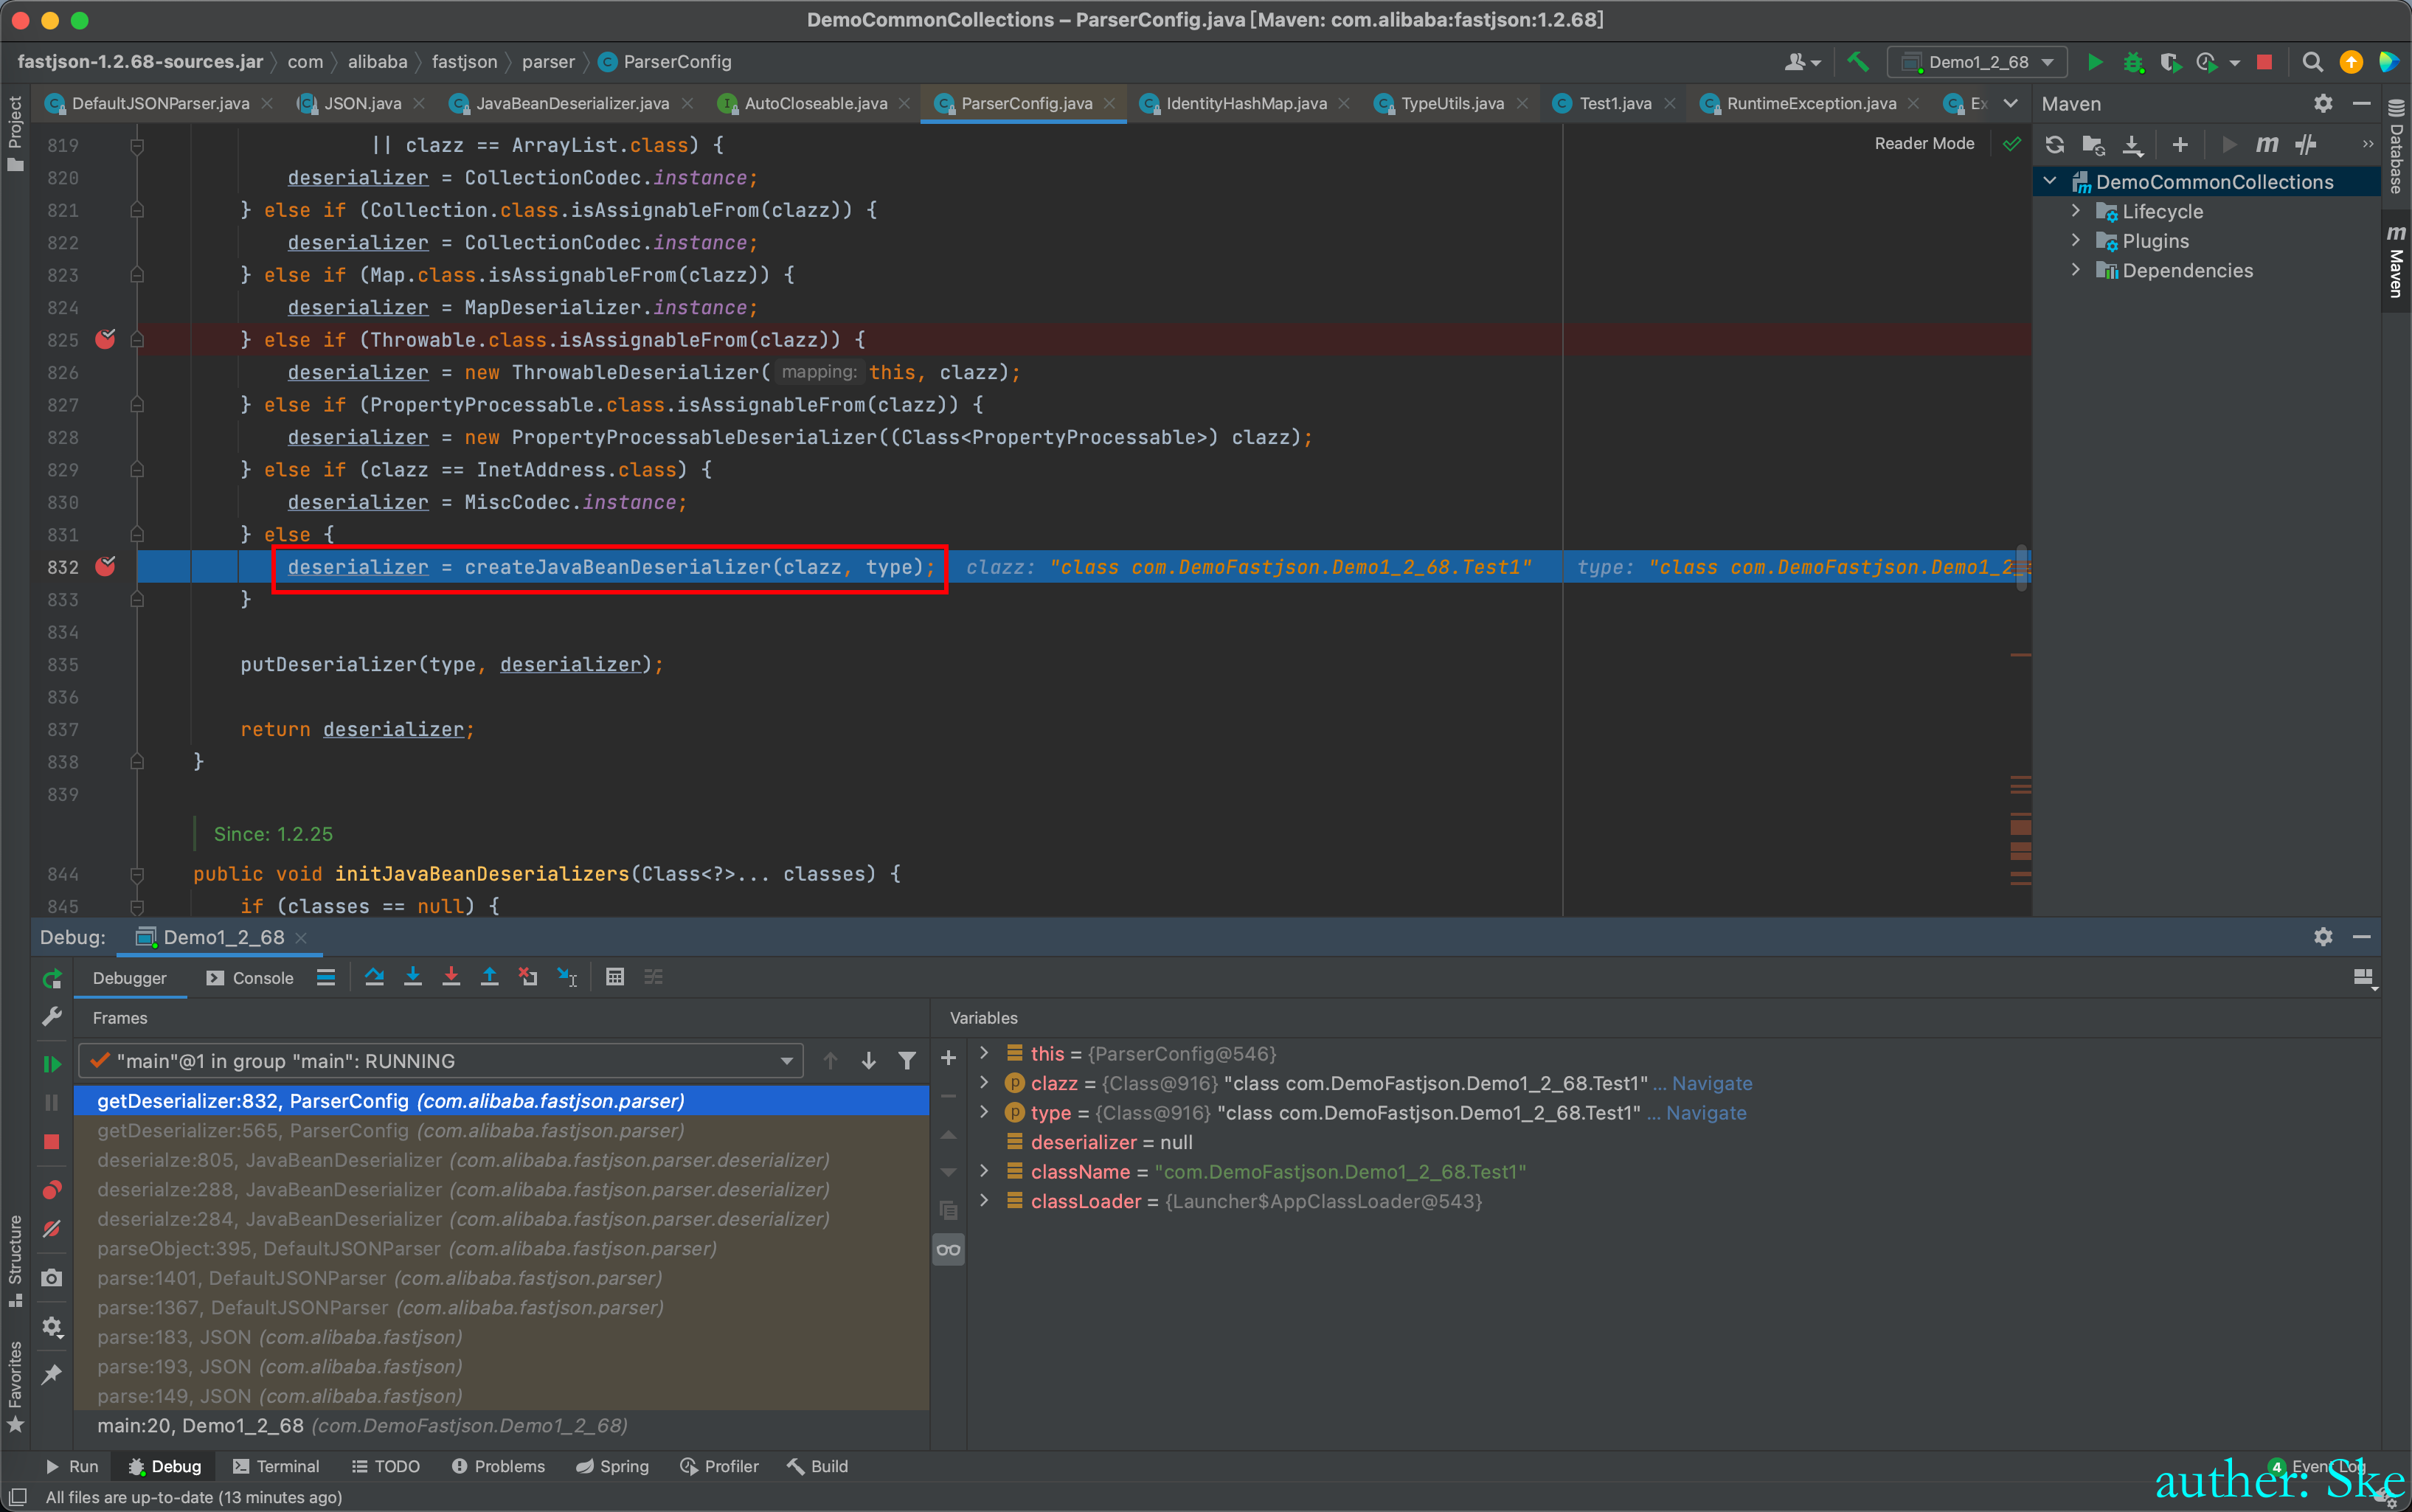 DemoCommonCollections – ParserConfig.java [Maven: com.alibaba:fastjson:1.2.68]
fastjson-1.2.68-sources.jar com alibaba fastjson parser ParserConfig
Demo1_2_68
DefaultJSONParser.java JSON.java JavaBeanDeserializer.java AutoCloseable.java ParserConfig.java IdentityHashMap.java TypeUtils.java Test1.java RuntimeException.java Ex
Maven
Project
Database
Maven
Reader Mode
DemoCommonCollections
Lifecycle
Plugins
Dependencies
819 || clazz == ArrayList.class) {
820 deserializer = CollectionCodec.instance;
821 } else if (Collection.class.isAssignableFrom(clazz)) {
822 deserializer = CollectionCodec.instance;
823 } else if (Map.class.isAssignableFrom(clazz)) {
824 deserializer = MapDeserializer.instance;
825 } else if (Throwable.class.isAssignableFrom(clazz)) {
826 deserializer = new ThrowableDeserializer( mapping: this, clazz);
827 } else if (PropertyProcessable.class.isAssignableFrom(clazz)) {
828 deserializer = new PropertyProcessableDeserializer((Class<PropertyProcessable>) clazz);
829 } else if (clazz == InetAddress.class) {
830 deserializer = MiscCodec.instance;
831 } else {
832 deserializer = createJavaBeanDeserializer(clazz, type); clazz: "class com.DemoFastjson.Demo1_2_68.Test1" type: "class com.DemoFastjson.Demo1_2_
833 }
834
835 putDeserializer(type, deserializer);
836
837 return deserializer;
838 }
839
Since: 1.2.25
844 public void initJavaBeanDeserializers(Class<?>... classes) {
845 if (classes == null) {
Debug: Demo1_2_68
Debugger Console
Frames
Variables
"main"@1 in group "main": RUNNING
getDeserializer:832, ParserConfig (com.alibaba.fastjson.parser)
getDeserializer:565, ParserConfig (com.alibaba.fastjson.parser)
deserialze:805, JavaBeanDeserializer (com.alibaba.fastjson.parser.deserializer)
deserialze:288, JavaBeanDeserializer (com.alibaba.fastjson.parser.deserializer)
deserialze:284, JavaBeanDeserializer (com.alibaba.fastjson.parser.deserializer)
parseObject:395, DefaultJSONParser (com.alibaba.fastjson.parser)
parse:1401, DefaultJSONParser (com.alibaba.fastjson.parser)
parse:1367, DefaultJSONParser (com.alibaba.fastjson.parser)
parse:183, JSON (com.alibaba.fastjson)
parse:193, JSON (com.alibaba.fastjson)
parse:149, JSON (com.alibaba.fastjson)
main:20, Demo1_2_68 (com.DemoFastjson.Demo1_2_68)
this = {ParserConfig@546}
clazz = {Class@916} "class com.DemoFastjson.Demo1_2_68.Test1" ... Navigate
type = {Class@916} "class com.DemoFastjson.Demo1_2_68.Test1" ... Navigate
deserializer = null
className = "com.DemoFastjson.Demo1_2_68.Test1"
classLoader = {Launcher$AppClassLoader@543}
Structure
Favorites
Run Debug Terminal TODO Problems Spring Profiler Build
4 Event Log
All files are up-to-date (13 minutes ago)
auther: Ske